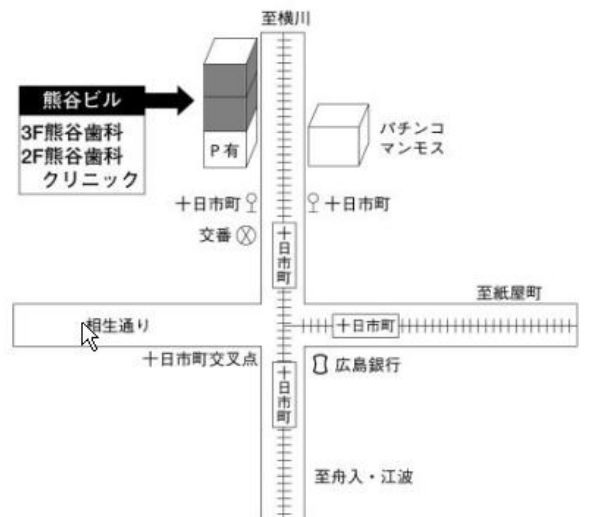 至横川
熊谷ビル
3F熊谷歯科
2F熊谷歯科
クリニック
P有
パチンコ
マンモス
十日市町
十日市町
交番
十日市町
至紙屋町
相生通り
十日市町
十日市町交叉点
十日市町
広島銀行
至舟入・江波